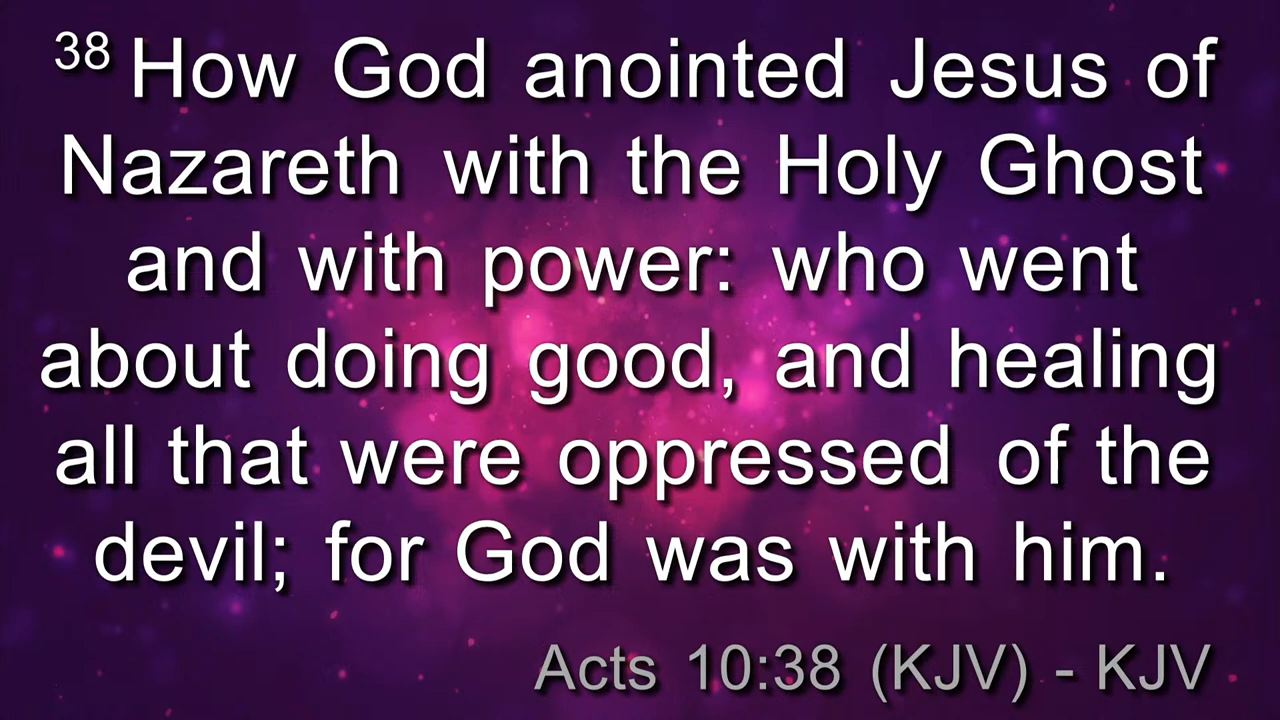 38 How God anointed Jesus of
Nazareth with the Holy Ghost
and with power: who went
about doing good, and healing
all that were oppressed of the
devil; for God was with him.
Acts 10:38 (KJV) - KJV